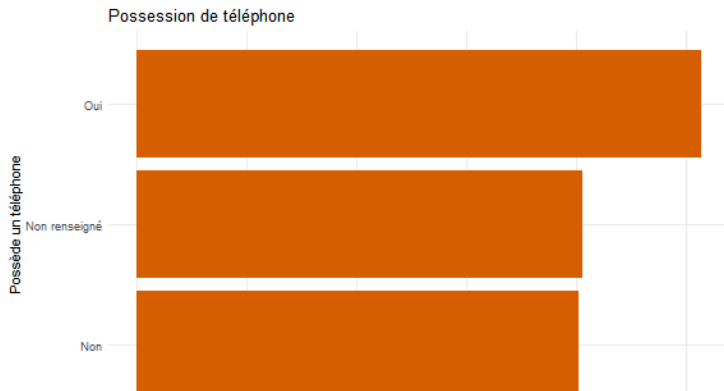 Possession de téléphone
Oui
Possède un téléphone
Non renseigné
Non